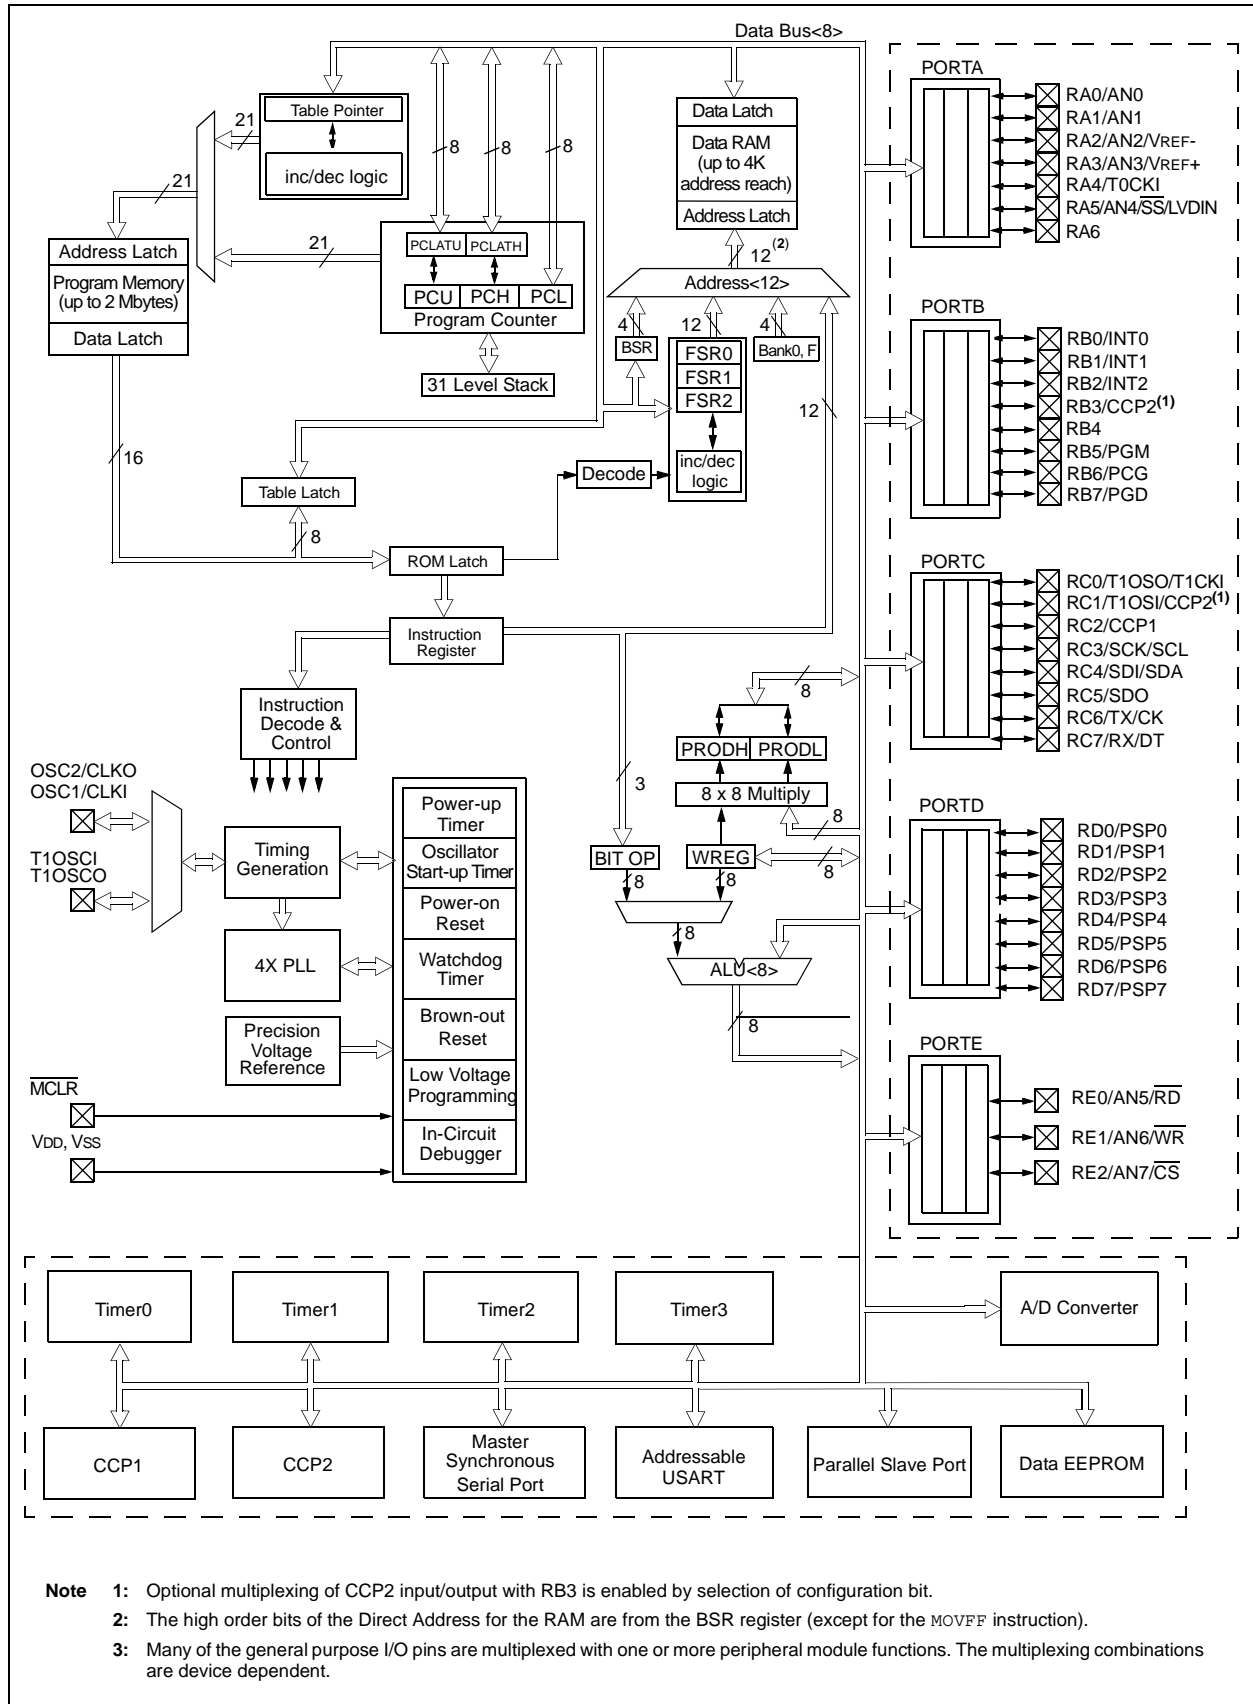 Data Bus<8>
21
Table Pointer
inc/dec logic
8
8
8
Data Latch
Data RAM
(up to 4K
address reach)
Address Latch
21
21
Address Latch
Program Memory
(up to 2 Mbytes)
Data Latch
PCLATU
PCLATH
PCU
PCH
PCL
Program Counter
31 Level Stack
12(2)
Address<12>
4
12
4
BSR
FSR0
FSR1
FSR2
Bank0, F
12
inc/dec
logic
Decode
16
Table Latch
8
ROM Latch
Instruction
Register
Instruction
Decode &
Control
8
PRODH
PRODL
3
8 x 8 Multiply
8
BIT OP
WREG
8
8
8
8
ALU<8>
8
OSC2/CLKO
OSC1/CLKI
T1OSCI
T1OSCO
Timing
Generation
4X PLL
Precision
Voltage
Reference
MCLR
VDD, VSS
Power-up
Timer
Oscillator
Start-up Timer
Power-on
Reset
Watchdog
Timer
Brown-out
Reset
Low Voltage
Programming
In-Circuit
Debugger
PORTA
RA0/AN0
RA1/AN1
RA2/AN2/VREF-
RA3/AN3/VREF+
RA4/T0CKI
RA5/AN4/SS/LVDIN
RA6
PORTB
RB0/INT0
RB1/INT1
RB2/INT2
RB3/CCP2(1)
RB4
RB5/PGM
RB6/PCG
RB7/PGD
PORTC
RC0/T1OSO/T1CKI
RC1/T1OSI/CCP2(1)
RC2/CCP1
RC3/SCK/SCL
RC4/SDI/SDA
RC5/SDO
RC6/TX/CK
RC7/RX/DT
PORTD
RD0/PSP0
RD1/PSP1
RD2/PSP2
RD3/PSP3
RD4/PSP4
RD5/PSP5
RD6/PSP6
RD7/PSP7
PORTE
RE0/AN5/RD
RE1/AN6/WR
RE2/AN7/CS
Timer0
Timer1
Timer2
Timer3
A/D Converter
CCP1
CCP2
Master
Synchronous
Serial Port
Addressable
USART
Parallel Slave Port
Data EEPROM
Note 1: Optional multiplexing of CCP2 input/output with RB3 is enabled by selection of configuration bit.
2: The high order bits of the Direct Address for the RAM are from the BSR register (except for the MOVFF instruction).
3: Many of the general purpose I/O pins are multiplexed with one or more peripheral module functions. The multiplexing combinations
are device dependent.